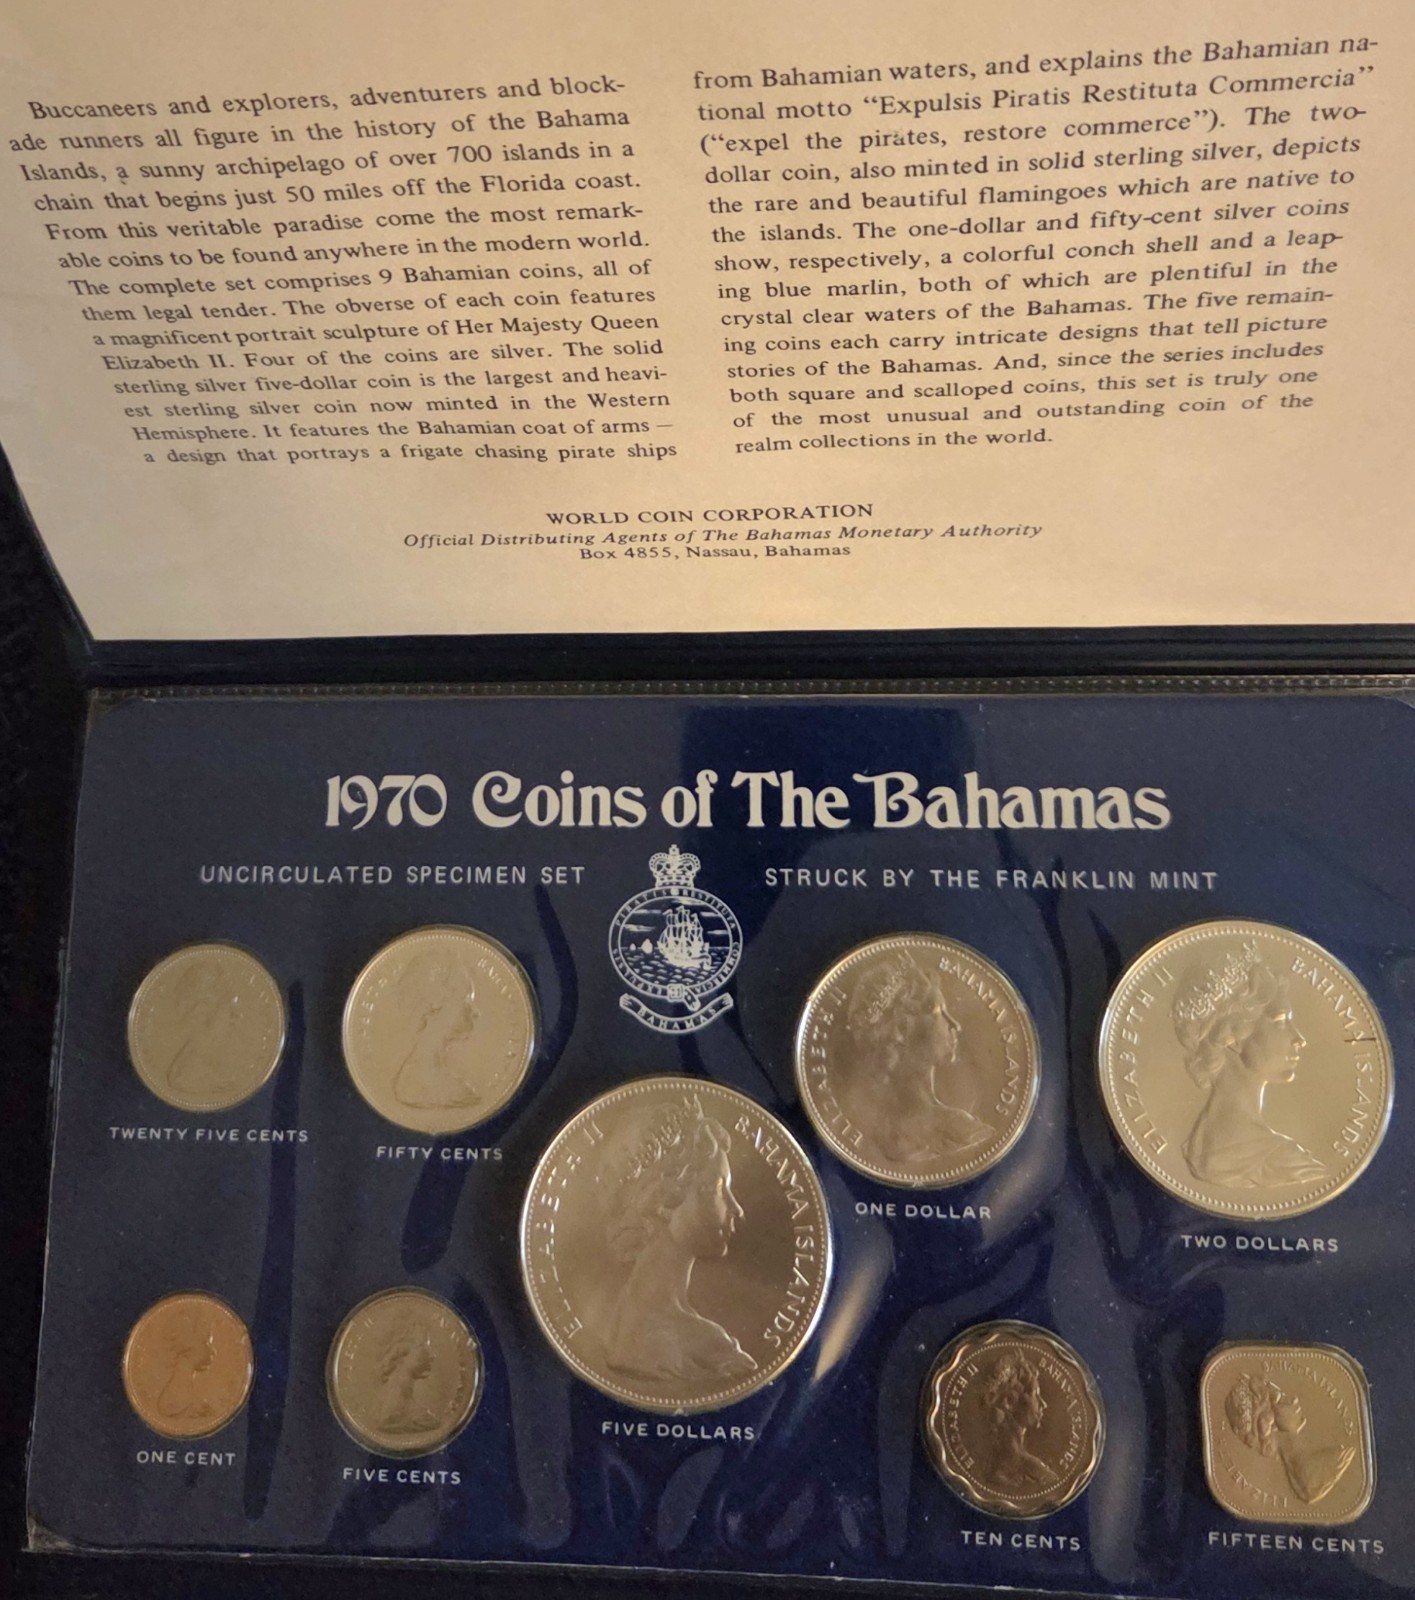 Buccaneers and explorers, adventurers and block-
ade runners all figure in the history of the Bahama
Islands, a sunny archipelago of over 700 islands in a
chain that begins just 50 miles off the Florida coast.
From this veritable paradise come the most remark-
able coins to be found anywhere in the modern world.
The complete set comprises 9 Bahamian coins, all of
them legal tender. The obverse of each coin features
a magnificent portrait sculpture of Her Majesty Queen
Elizabeth II. Four of the coins are silver. The solid
sterling silver five-dollar coin is the largest and heavi-
est sterling silver coin now minted in the Western
Hemisphere. It features the Bahamian coat of arms —
a design that portrays a frigate chasing pirate ships
from Bahamian waters, and explains the Bahamian na-
tional motto “Expulsis Piratis Restituta Commercia”
(“expel the pirates, restore commerce”). The two-
dollar coin, also minted in solid sterling silver, depicts
the rare and beautiful flamingoes which are native to
the islands. The one-dollar and fifty-cent silver coins
show, respectively, a colorful conch shell and a leap-
ing blue marlin, both of which are plentiful in the
crystal clear waters of the Bahamas. The five remain-
ing coins each carry intricate designs that tell picture
stories of the Bahamas. And, since the series includes
both square and scalloped coins, this set is truly one
of the most unusual and outstanding coin of the
realm collections in the world.
WORLD COIN CORPORATION
Official Distributing Agents of The Bahamas Monetary Authority
Box 4855, Nassau, Bahamas
1970 Coins of The Bahamas
UNCIRCULATED SPECIMEN SET
STRUCK BY THE FRANKLIN MINT
PIRATIS RESTITUTA COMMERCIA EXPULSIS
BAHAMAS
TWENTY FIVE CENTS
FIFTY CENTS
ELIZABETH II BAHAMA ISLANDS
ONE DOLLAR
ELIZABETH II BAHAMA ISLANDS
TWO DOLLARS
ELIZABETH II BAHAMA ISLANDS
FIVE DOLLARS
ONE CENT
FIVE CENTS
ELIZABETH II BAHAMA ISLANDS
TEN CENTS
FIFTEEN CENTS